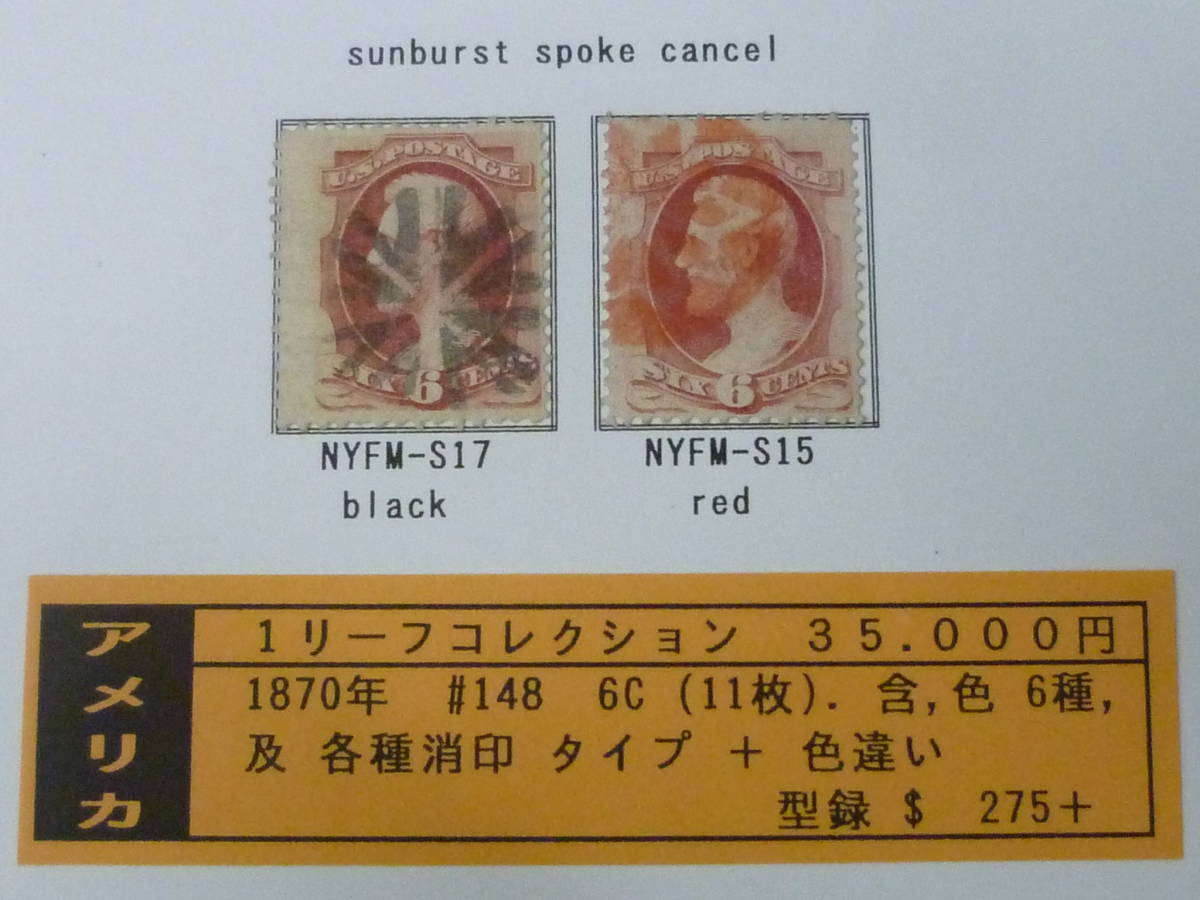 sunburst spoke cancel
U.S. POSTAGE
SIX 6 CENTS
U.S. POSTAGE
SIX 6 CENTS
NYFM-S17
black
NYFM-S15
red
アメリカ
1リーフコレクション 35.000円
1870年 #148 6C (11枚). 含,色 6種,
及 各種消印 タイプ + 色違い
型録 $ 275+